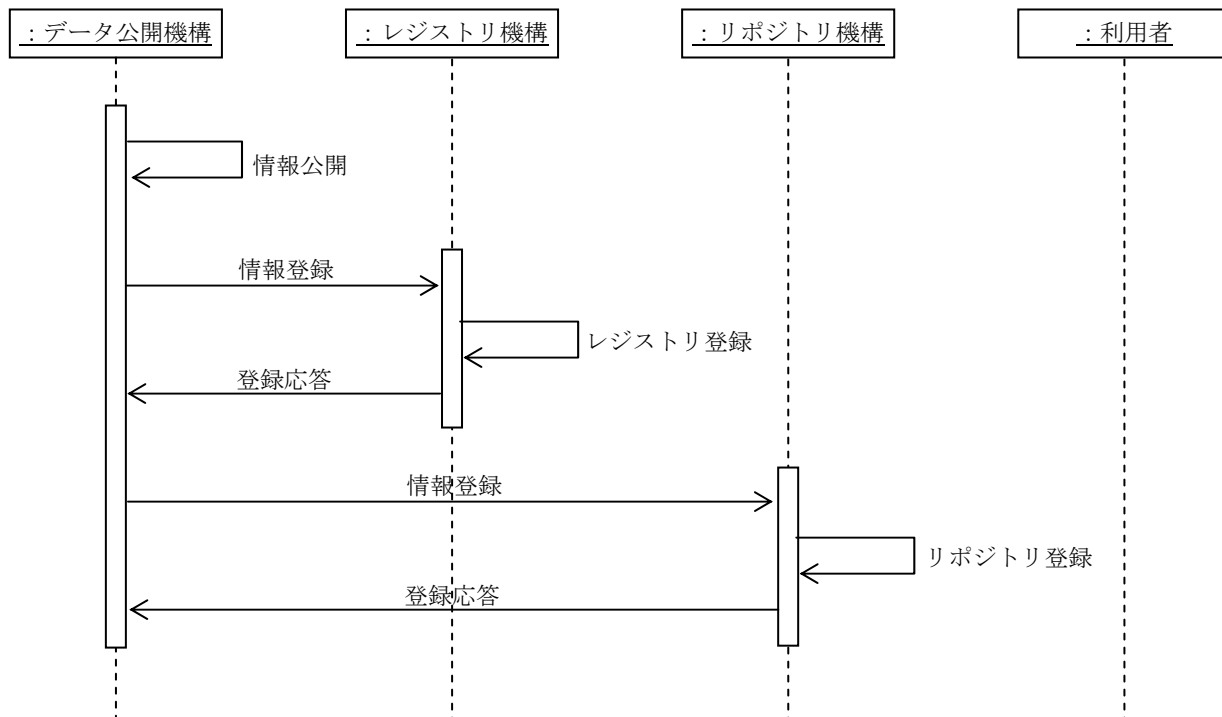 ：データ公開機構
：レジストリ機構
：リポジトリ機構
：利用者
情報公開
情報登録
レジストリ登録
登録応答
情報登録
リポジトリ登録
登録応答